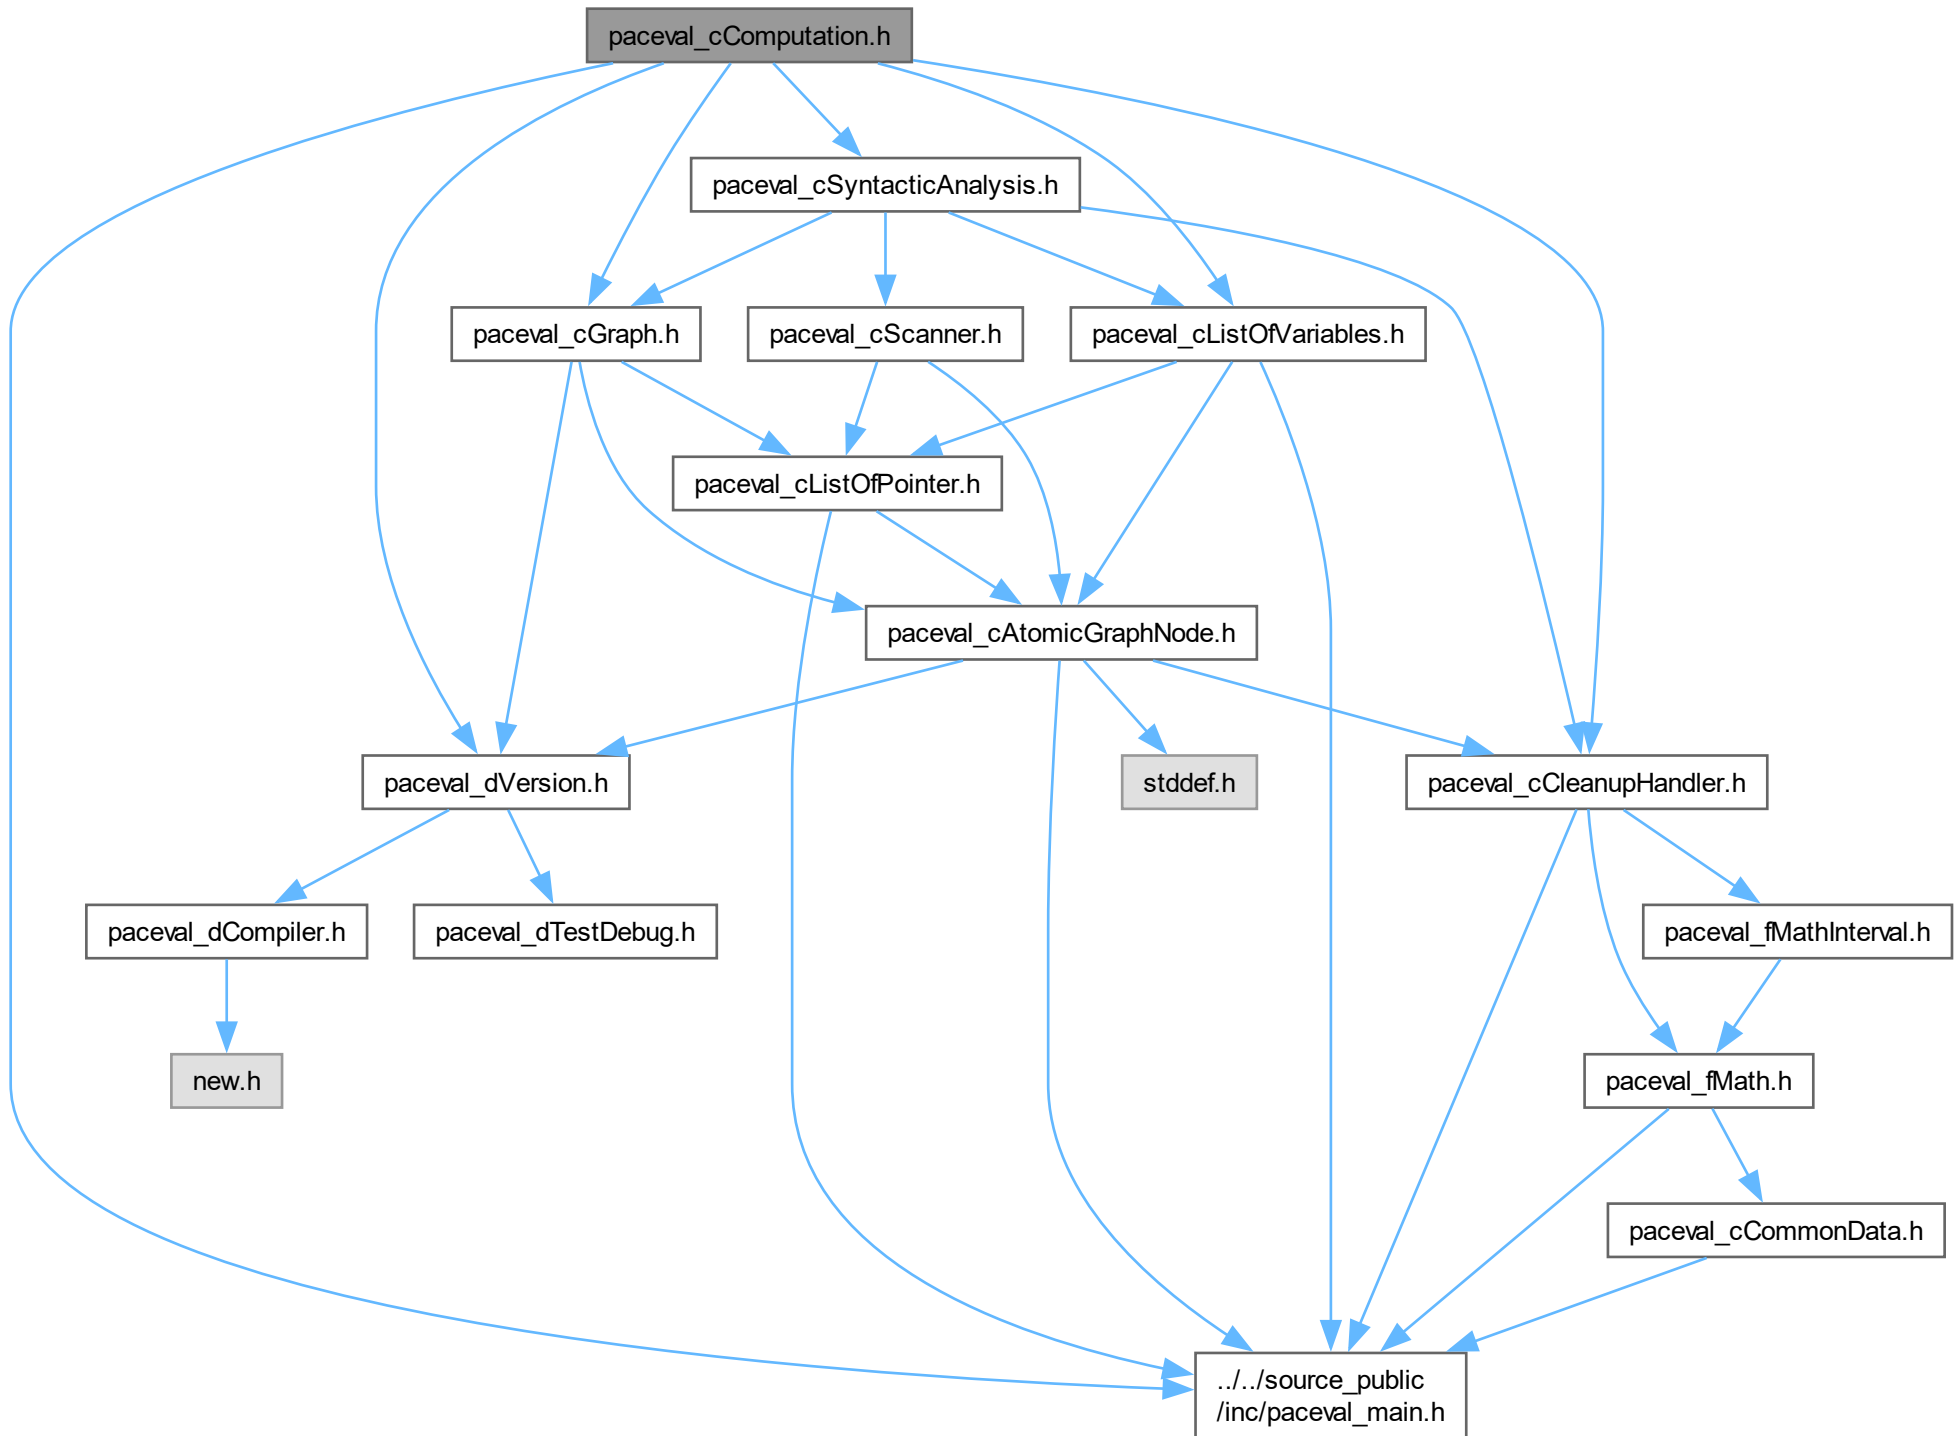 paceval_cComputation.h
paceval_cSyntacticAnalysis.h
paceval_cGraph.h
paceval_cScanner.h
paceval_cListOfVariables.h
paceval_cListOfPointer.h
paceval_cAtomicGraphNode.h
paceval_dVersion.h
stddef.h
paceval_cCleanupHandler.h
paceval_dCompiler.h
paceval_dTestDebug.h
paceval_fMathInterval.h
new.h
paceval_fMath.h
paceval_cCommonData.h
../../source_public
/inc/paceval_main.h